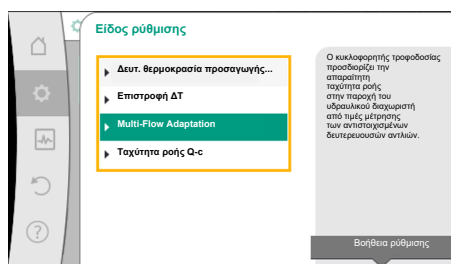 Είδος ρύθμισης
Δευτ. θερμοκρασία προσαγωγής...
Επιστροφή ΔΤ
Multi-Flow Adaptation
Ταχύτητα ροής Q-c
Ο κυκλοφορητής τροφοδοσίας
προσδιορίζει την
απαραίτητη
ταχύτητα ροής
στην παροχή του
υδραυλικού διαχωριστή
από τιμές μέτρησης
των αντιστοιχισμένων
δευτερευουσών αντλιών.
Βοήθεια ρύθμισης